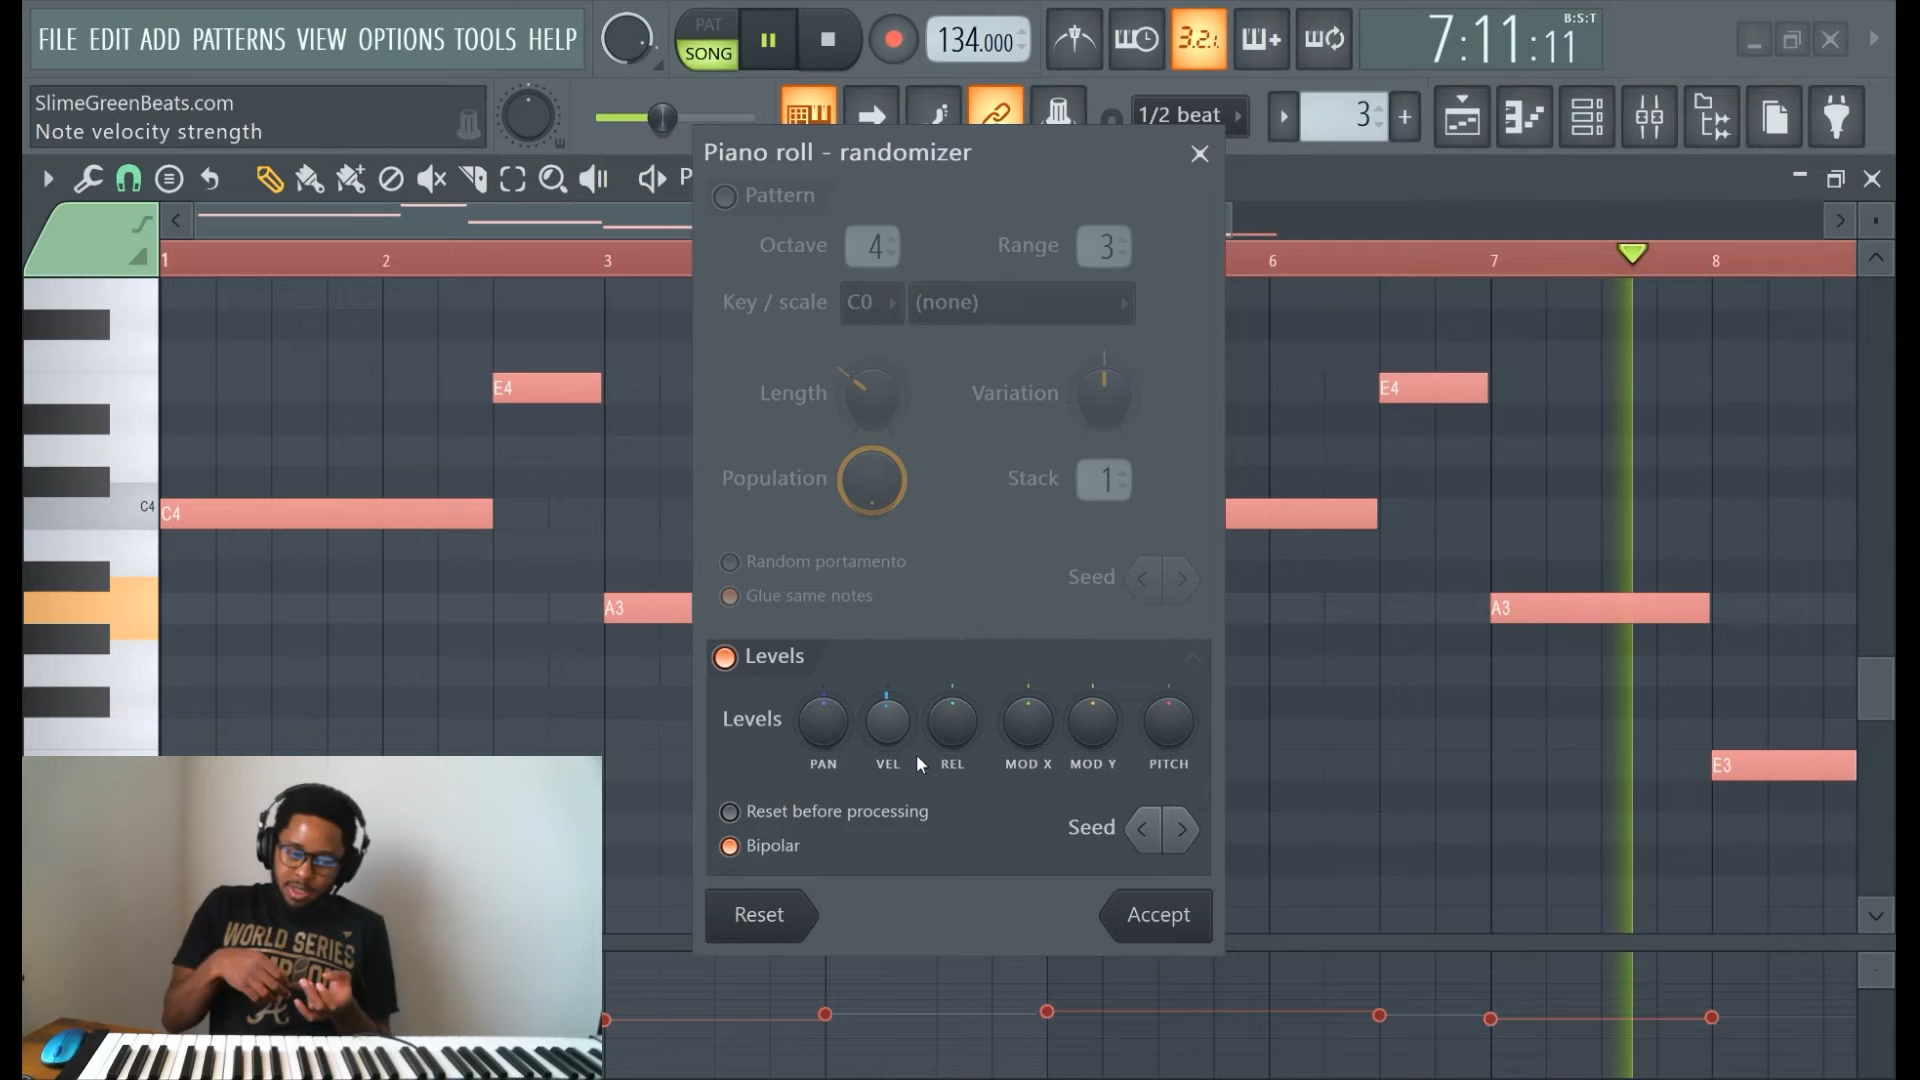 FILE EDIT ADD PATTERNS VIEW OPTIONS TOOLS HELP
PAT
SONG
134.000
3.2.1.
B:S:T
7:11:11
SlimeGreenBeats.com
Note velocity strength
1/2 beat
3
P
Piano roll - randomizer
Pattern
Octave 4 Range 3
Key / scale C0 (none)
Length Variation
Population Stack 1
Random portamento
Glue same notes
Seed
Levels
Levels
PAN VEL REL MOD X MOD Y PITCH
Reset before processing
Bipolar
Seed
Reset Accept
1 2 3 6 7 8
E4 E4
C4 C4
A3 A3
E3
WORLD SERIES